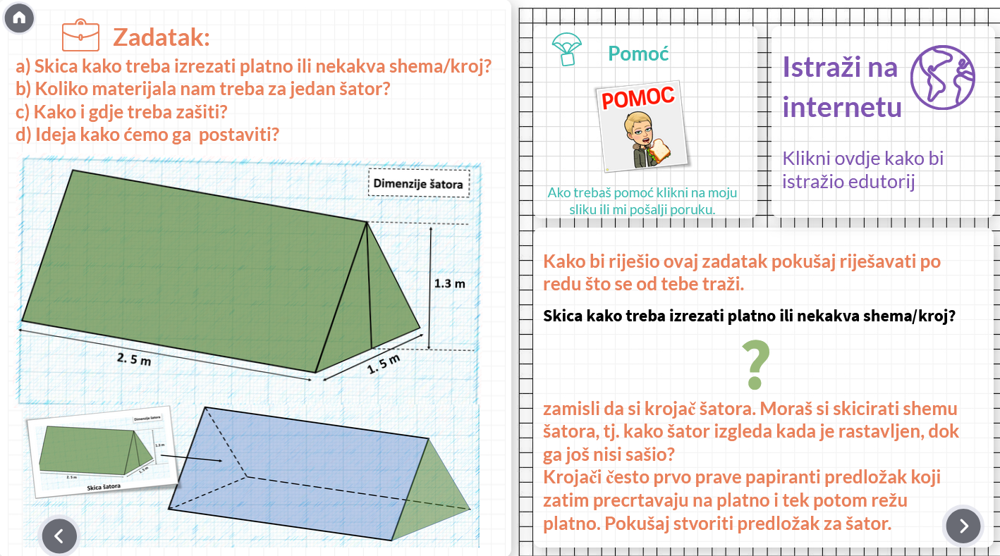 Zadatak:
a) Skica kako treba izrezati platno ili nekakva shema/kroj?
b) Koliko materijala nam treba za jedan šator?
c) Kako i gdje treba zašiti?
d) Ideja kako ćemo ga  postaviti?
Dimenzije šatora
1.3 m
2. 5 m
1. 5 m
Dimenzije šatora
1.3 m
2. 5 m
1. 5 m
Skica šatora
Pomoć
POMOC
Ako trebaš pomoć klikni na moju
sliku ili mi pošalji poruku.
Istraži na
internetu
Klikni ovdje kako bi
istražio edutorij
Kako bi riješio ovaj zadatak pokušaj riješavati po
redu što se od tebe traži.
Skica kako treba izrezati platno ili nekakva shema/kroj?
?
zamisli da si krojač šatora. Moraš si skicirati shemu
šatora, tj. kako šator izgleda kada je rastavljen, dok
ga još nisi sašio?
Krojači često prvo prave papiranti predložak koji
zatim precrtavaju na platno i tek potom režu
platno. Pokušaj stvoriti predložak za šator.